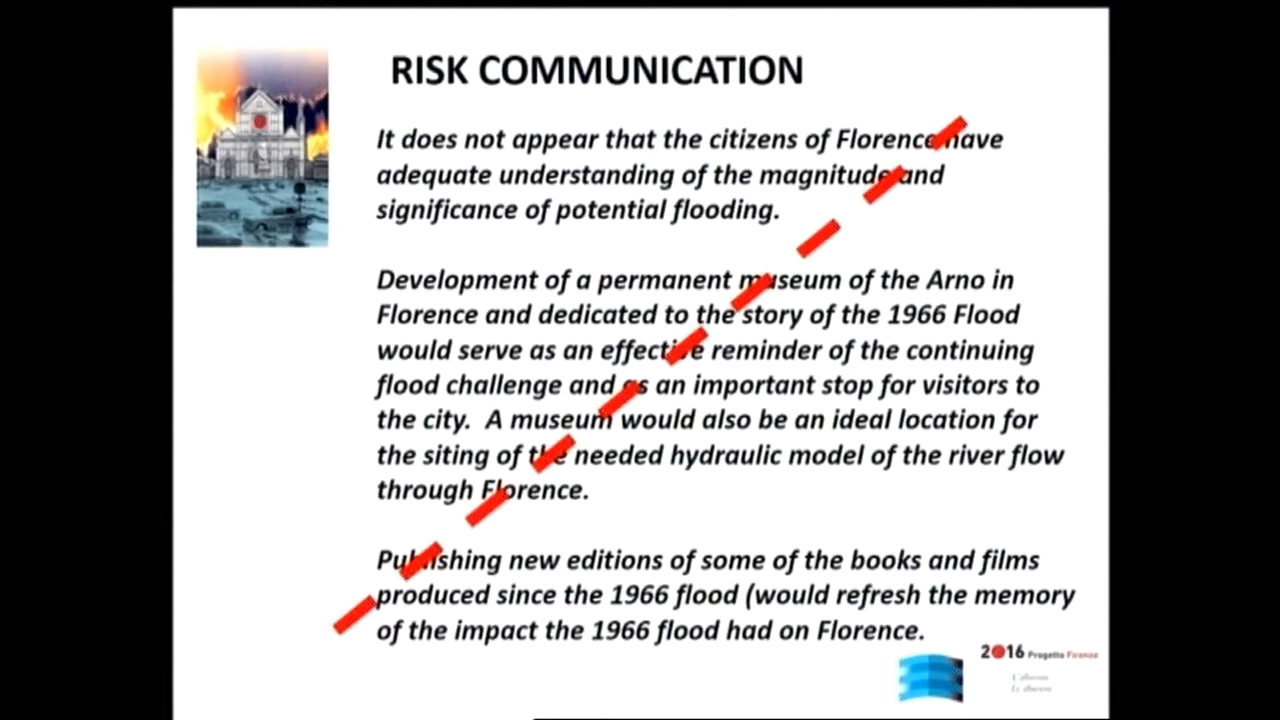 RISK COMMUNICATION
It does not appear that the citizens of Florence have
adequate understanding of the magnitude and
significance of potential flooding.
Development of a permanent museum of the Arno in
Florence and dedicated to the story of the 1966 Flood
would serve as an effective reminder of the continuing
flood challenge and as an important stop for visitors to
the city. A museum would also be an ideal location for
the siting of the needed hydraulic model of the river flow
through Florence.
Publishing new editions of some of the books and films
produced since the 1966 flood (would refresh the memory
of the impact the 1966 flood had on Florence.
2016 Progetto Firenze